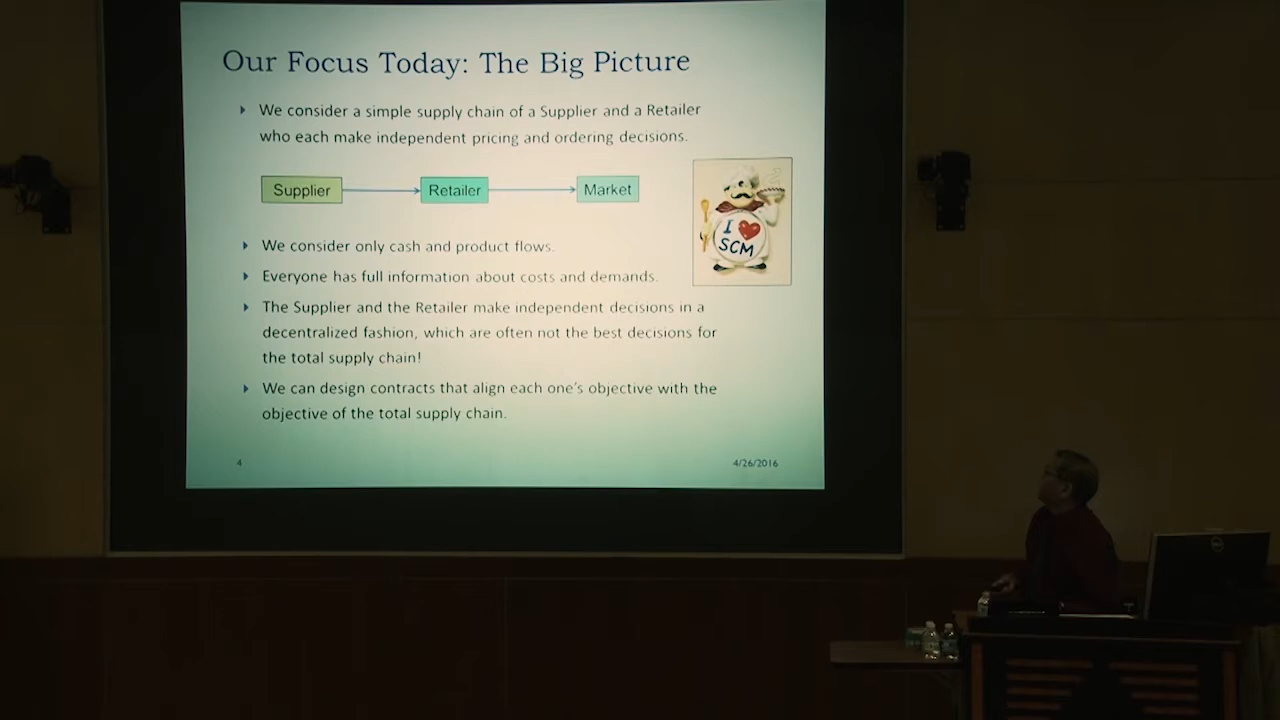 Our Focus Today: The Big Picture
We consider a simple supply chain of a Supplier and a Retailer
who each make independent pricing and ordering decisions.
Supplier
Retailer
Market
I ❤
SCM
We consider only cash and product flows.
Everyone has full information about costs and demands.
The Supplier and the Retailer make independent decisions in a
decentralized fashion, which are often not the best decisions for
the total supply chain!
We can design contracts that align each one's objective with the
objective of the total supply chain.
4
4/26/2016